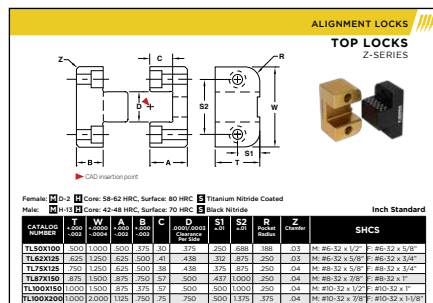 ALIGNMENT LOCKS
TOP LOCKS
Z-SERIES
Z
C
R
D
S2
W
S1
B
A
T
CAD insertion point
Female: M D-2 H Core: 58-62 HRC, Surface: 80 HRC S Titanium Nitride Coated
Male: M H-13 H Core: 42-48 HRC, Surface: 70 HRC S Black Nitride
Inch Standard
CATALOG NUMBER T +.000 -.002 W +.0000 -.0004 A +.000 -.002 B +.000 -.002 C D .0001/.0003 Clearance Per Side S1 ±.01 S2 ±.01 R Pocket Radius Z Chamfer SHCS
TL50X100 .500 1.000 .500 .375 .30 .375 .250 .688 .188 .03 M: #6-32 x 1/2" F: #6-32 x 5/8"
TL62X125 .625 1.250 .625 .500 .41 .438 .312 .875 .250 .03 M: #6-32 x 5/8" F: #6-32 x 3/4"
TL75X125 .750 1.250 .625 .500 .38 .438 .375 .875 .250 .04 M: #8-32 x 5/8" F: #8-32 x 3/4"
TL87X150 .875 1.500 .875 .750 .57 .500 .437 1.000 .250 .04 M: #8-32 x 7/8" F: #8-32 x 1"
TL100X150 1.000 1.500 .875 .375 .57 .500 .500 1.000 .250 .04 M: #10-32 x 1/2" F: #10-32 x 1"
TL100X200 1.000 2.000 1.125 .750 .75 .750 .500 1.375 .375 .04 M: #10-32 x 7/8" F: #10-32 x 1-1/8"